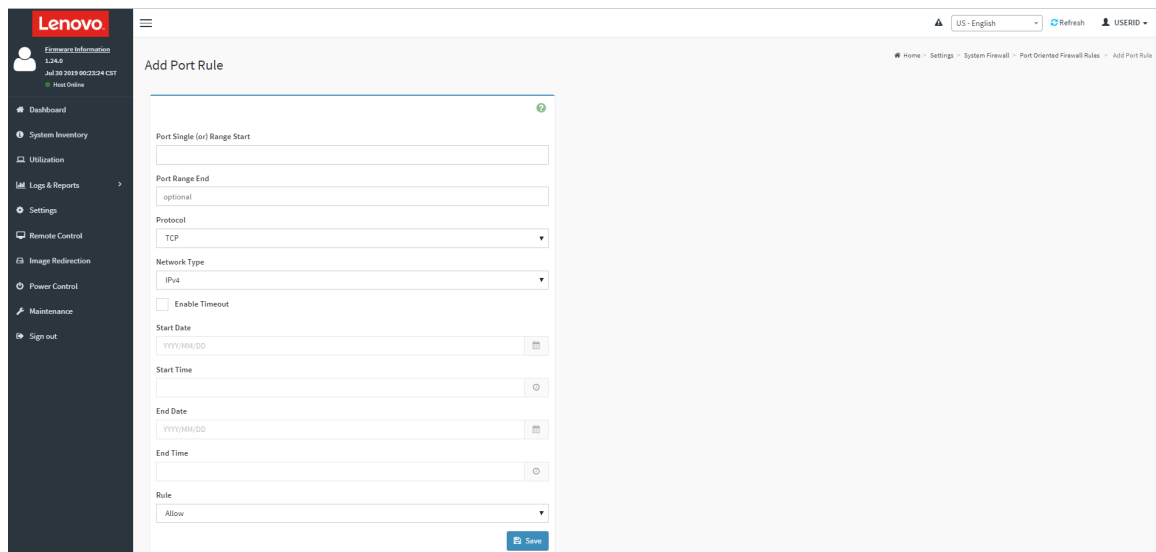 Lenovo.
US - English
Refresh
USERID
Firmware Information
1.24.0
Jul 30 2019 00:23:24 CST
Host Online
Home > Settings > System Firewall > Port Oriented Firewall Rules > Add Port Rule
Add Port Rule
Dashboard
System Inventory
Utilization
Logs & Reports
Settings
Remote Control
Image Redirection
Power Control
Maintenance
Sign out
Port Single (or) Range Start
Port Range End
optional
Protocol
TCP
Network Type
IPv4
Enable Timeout
Start Date
YYYY/MM/DD
Start Time
End Date
YYYY/MM/DD
End Time
Rule
Allow
Save